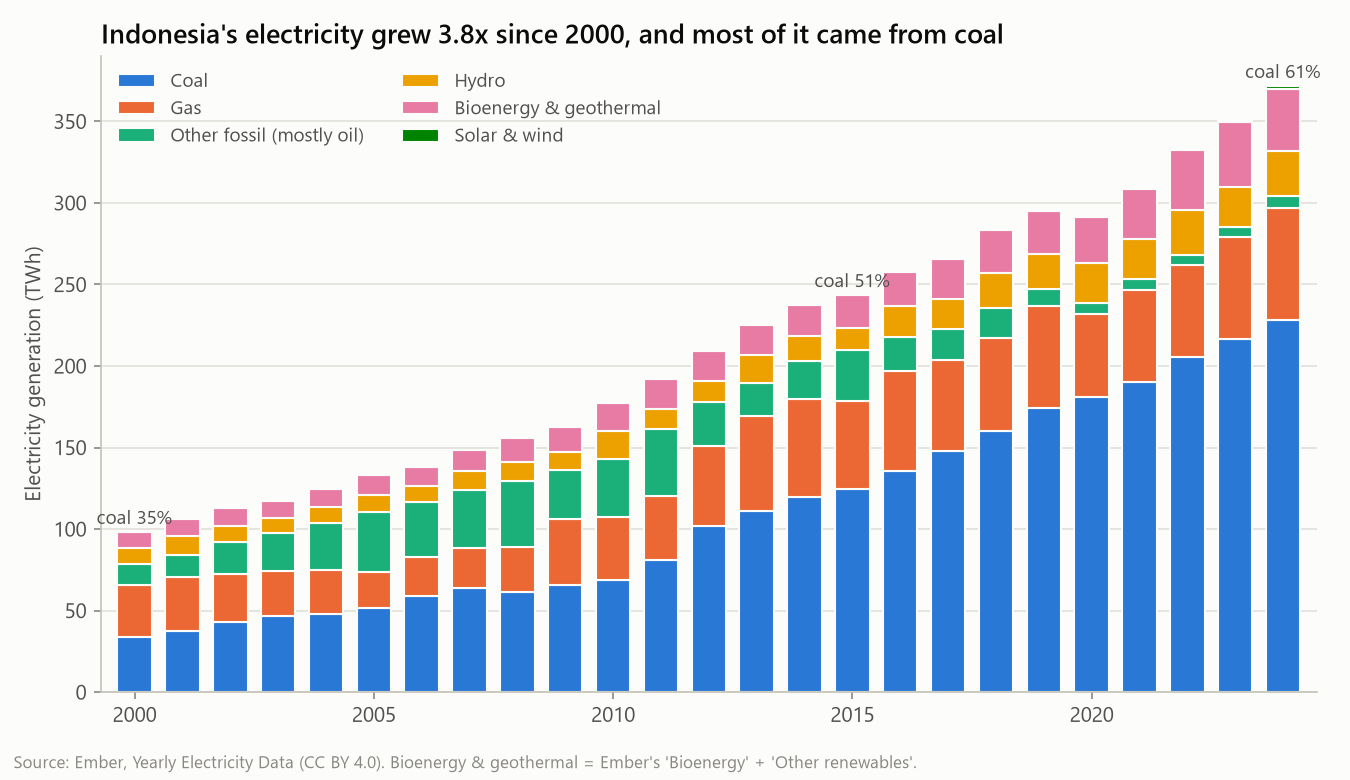 Indonesia's electricity grew 3.8x since 2000, and most of it came from coal
Coal
Gas
Other fossil (mostly oil)
Hydro
Bioenergy & geothermal
Solar & wind
coal 61%
coal 51%
coal 35%
Electricity generation (TWh)
350
300
250
200
150
100
50
0
2000
2005
2010
2015
2020
Source: Ember, Yearly Electricity Data (CC BY 4.0). Bioenergy & geothermal = Ember's 'Bioenergy' + 'Other renewables'.